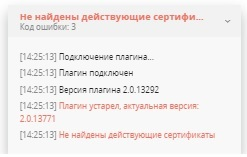 Не найдены действующие сертифи...
Код ошибки: 3
[14:25:13] Подключение плагина...
[14:25:13] Плагин подключен
[14:25:13] Версия плагина 2.0.13292
[14:25:13] Плагин устарел, актуальная версия:
2.0.13771
[14:25:13] Не найдены действующие сертификаты